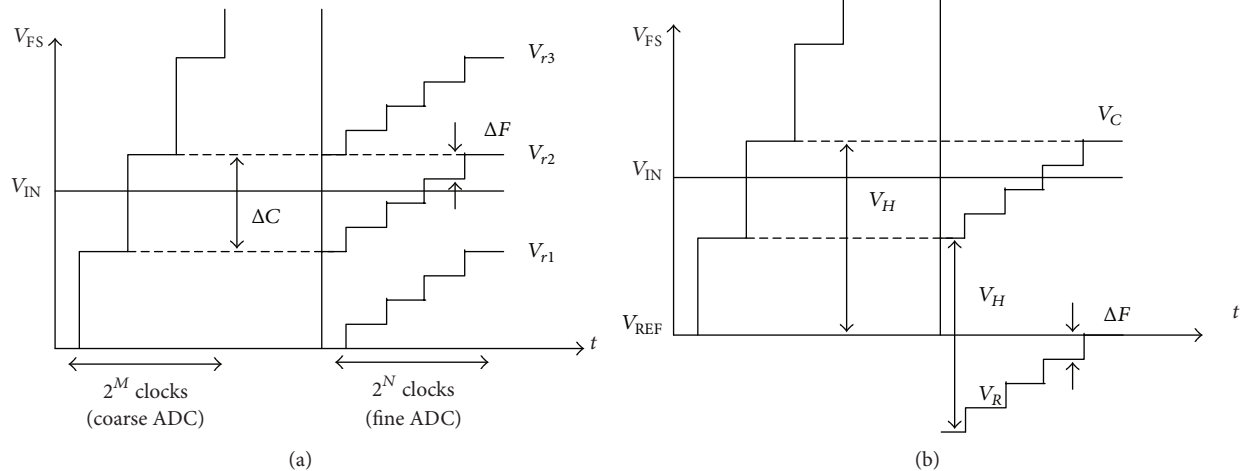 V_FS
V_r3
ΔF
V_r2
V_IN
ΔC
V_r1
t
2^M clocks
(coarse ADC)
2^N clocks
(fine ADC)
(a)
V_FS
V_C
V_IN
V_H
V_H
V_REF
ΔF
t
V_R
(b)